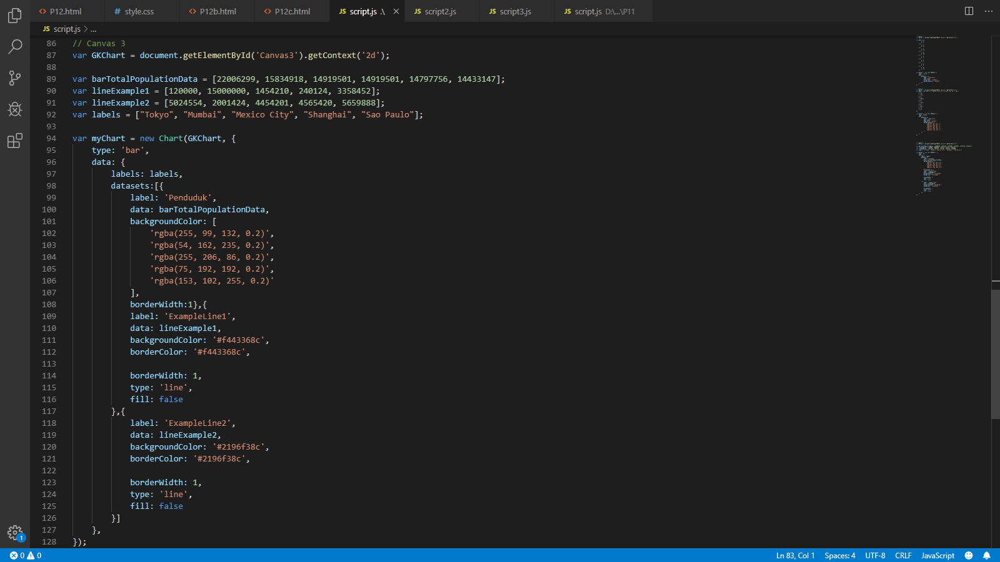 P12.html
style.css
P12b.html
P12c.html
JS script.js .\
JS script2.js
JS script3.js
JS script.js D:\...\P11
JS script.js > ...
86 // Canvas 3
87 var GKChart = document.getElementById('Canvas3').getContext('2d');
88
89 var barTotalPopulationData = [22006299, 15834918, 14919501, 14919501, 14797756, 14433147];
90 var lineExample1 = [120000, 15000000, 1454210, 240124, 3358452];
91 var lineExample2 = [5024554, 2001424, 4454201, 4565420, 5659888];
92 var labels = ["Tokyo", "Mumbai", "Mexico City", "Shanghai", "Sao Paulo"];
93
94 var myChart = new Chart(GKChart, {
95 type: 'bar',
96 data: {
97 labels: labels,
98 datasets:[{
99 label: 'Penduduk',
100 data: barTotalPopulationData,
101 backgroundColor: [
102 'rgba(255, 99, 132, 0.2)',
103 'rgba(54, 162, 235, 0.2)',
104 'rgba(255, 206, 86, 0.2)',
105 'rgba(75, 192, 192, 0.2)',
106 'rgba(153, 102, 255, 0.2)'
107 ],
108 borderWidth:1},{
109 label: 'ExampleLine1',
110 data: lineExample1,
111 backgroundColor: '#f443368c',
112 borderColor: '#f443368c',
113
114 borderWidth: 1,
115 type: 'line',
116 fill: false
117 },{
118 label: 'ExampleLine2',
119 data: lineExample2,
120 backgroundColor: '#2196f38c',
121 borderColor: '#2196f38c',
122
123 borderWidth: 1,
124 type: 'line',
125 fill: false
126 }]
127 },
128 });
1
0 0 Ln 83, Col 1 Spaces: 4 UTF-8 CRLF JavaScript